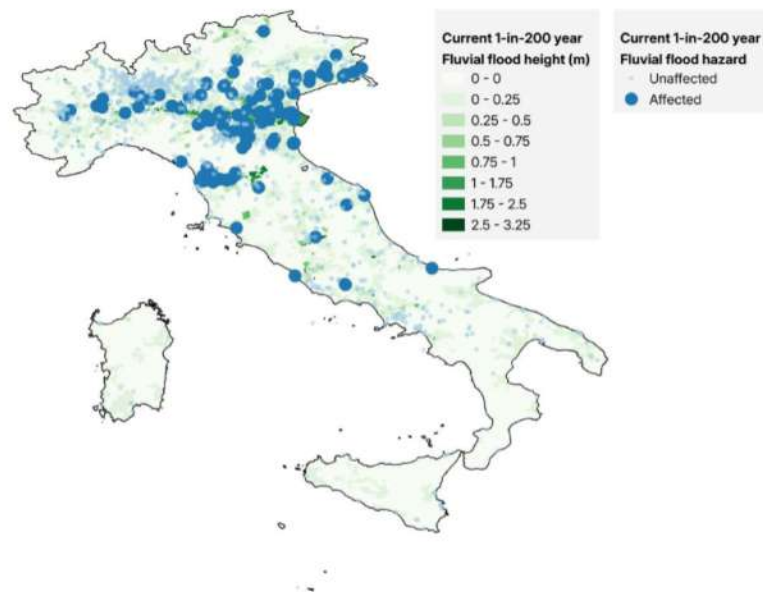 Current 1-in-200 year
Fluvial flood height (m)
0 - 0
0 - 0.25
0.25 - 0.5
0.5 - 0.75
0.75 - 1
1 - 1.75
1.75 - 2.5
2.5 - 3.25
Current 1-in-200 year
Fluvial flood hazard
Unaffected
Affected